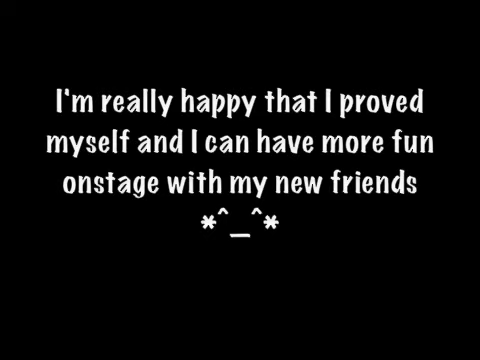 I'm really happy that I proved
myself and I can have more fun
onstage with my new friends
*^_^*